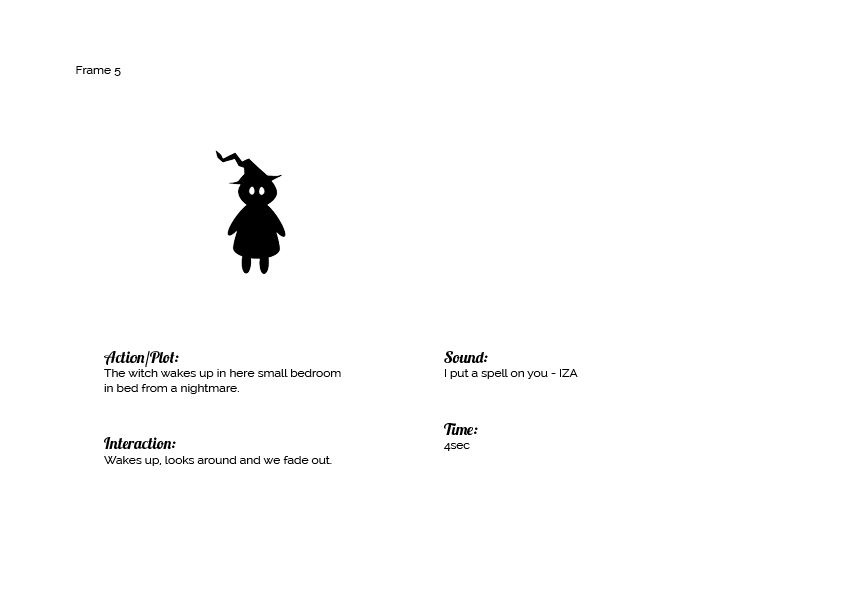 Frame 5
Action/Plot:
The witch wakes up in here small bedroom
in bed from a nightmare.
Interaction:
Wakes up, looks around and we fade out.
Sound:
I put a spell on you - IZA
Time:
4sec